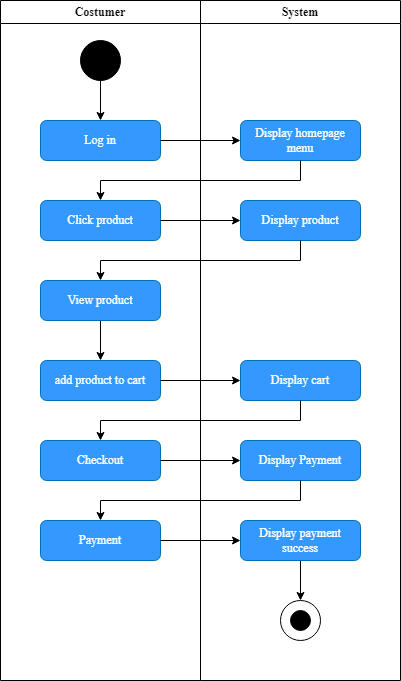 Costumer
System
Log in
Display homepage
menu
Click product
Display product
View product
add product to cart
Display cart
Checkout
Display Payment
Payment
Display payment
success